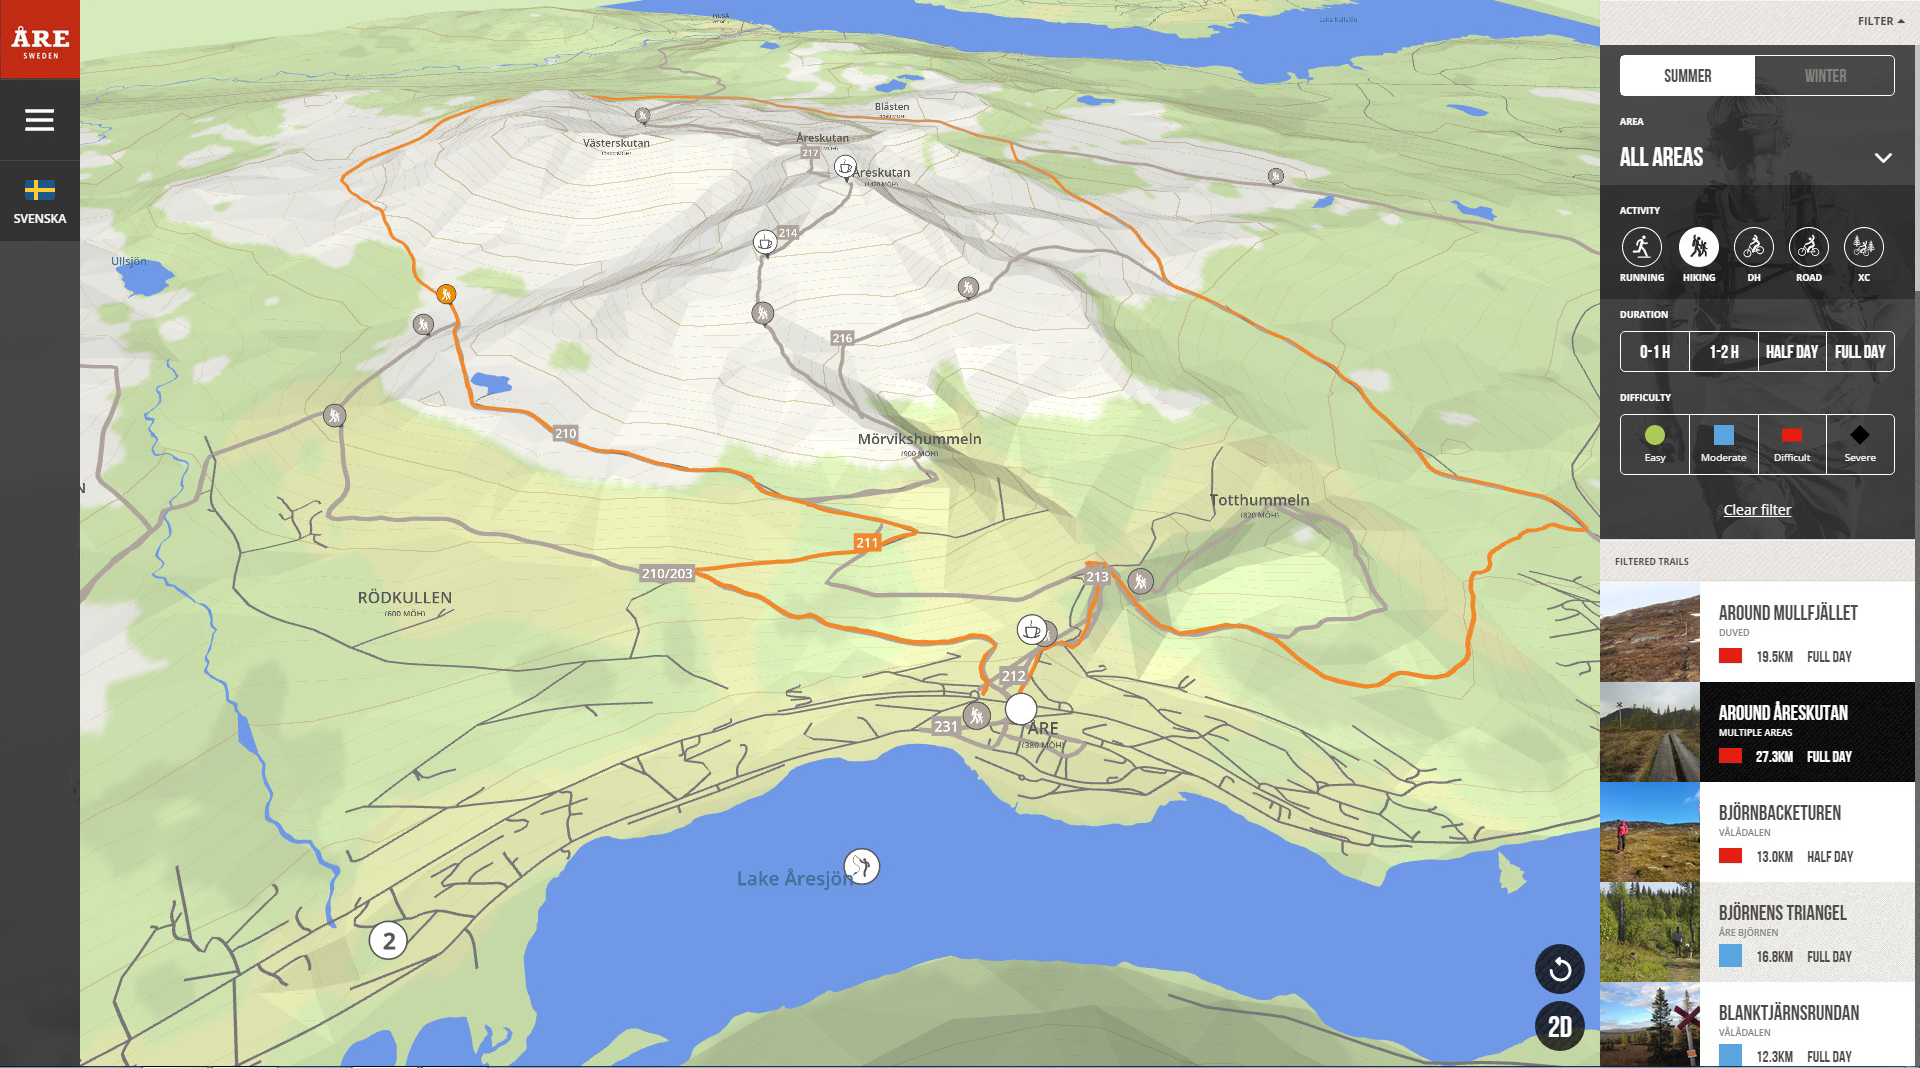 ÅRE
SWEDEN
SVENSKA
Lake Kallsjön
Blästen
Västerskutan
Åreskutan
217
Åreskutan
(1420 MÖH)
214
Ullsjön
216
210
Mörvikshummeln
(900 MÖH)
N
Totthummeln
(820 MÖH)
211
210/203
213
RÖDKULLEN
(600 MÖH)
212
231
ÅRE
(380 MÖH)
Lake Åresjön
2
2D
FILTER
SUMMER
WINTER
AREA
ALL AREAS
ACTIVITY
RUNNING
HIKING
DH
ROAD
XC
DURATION
0-1 H
1-2 H
HALF DAY
FULL DAY
DIFFICULTY
Easy
Moderate
Difficult
Severe
Clear filter
FILTERED TRAILS
AROUND MULLFJÄLLET
DUVED
19.5KM FULL DAY
AROUND ÅRESKUTAN
MULTIPLE AREAS
27.3KM FULL DAY
BJÖRNBACKETUREN
VÅLÅDALEN
13.0KM HALF DAY
BJÖRNENS TRIANGEL
ÅRE BJÖRNEN
16.8KM FULL DAY
BLANKTJÄRNSRUNDAN
VÅLÅDALEN
12.3KM FULL DAY